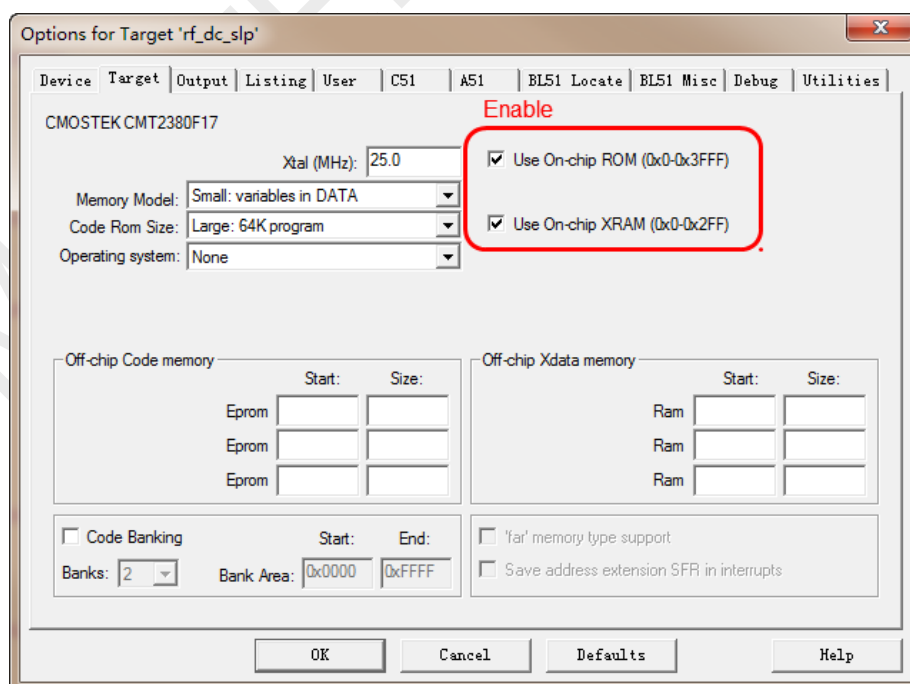 Options for Target 'rf_dc_slp'
Device Target Output Listing User C51 A51 BL51 Locate BL51 Misc Debug Utilities
Enable
CMOSTEK CMT2380F17
Xtal (MHz): 25.0
Use On-chip ROM (0x0-0x3FFF)
Memory Model: Small: variables in DATA
Code Rom Size: Large: 64K program
Use On-chip XRAM (0x0-0x2FF)
Operating system: None
Off-chip Code memory
Start: Size:
Eprom
Eprom
Eprom
Off-chip Xdata memory
Start: Size:
Ram
Ram
Ram
Code Banking Start: End:
Banks: 2 Bank Area: 0x0000 0xFFFF
'far' memory type support
Save address extension SFR in interrupts
OK Cancel Defaults Help